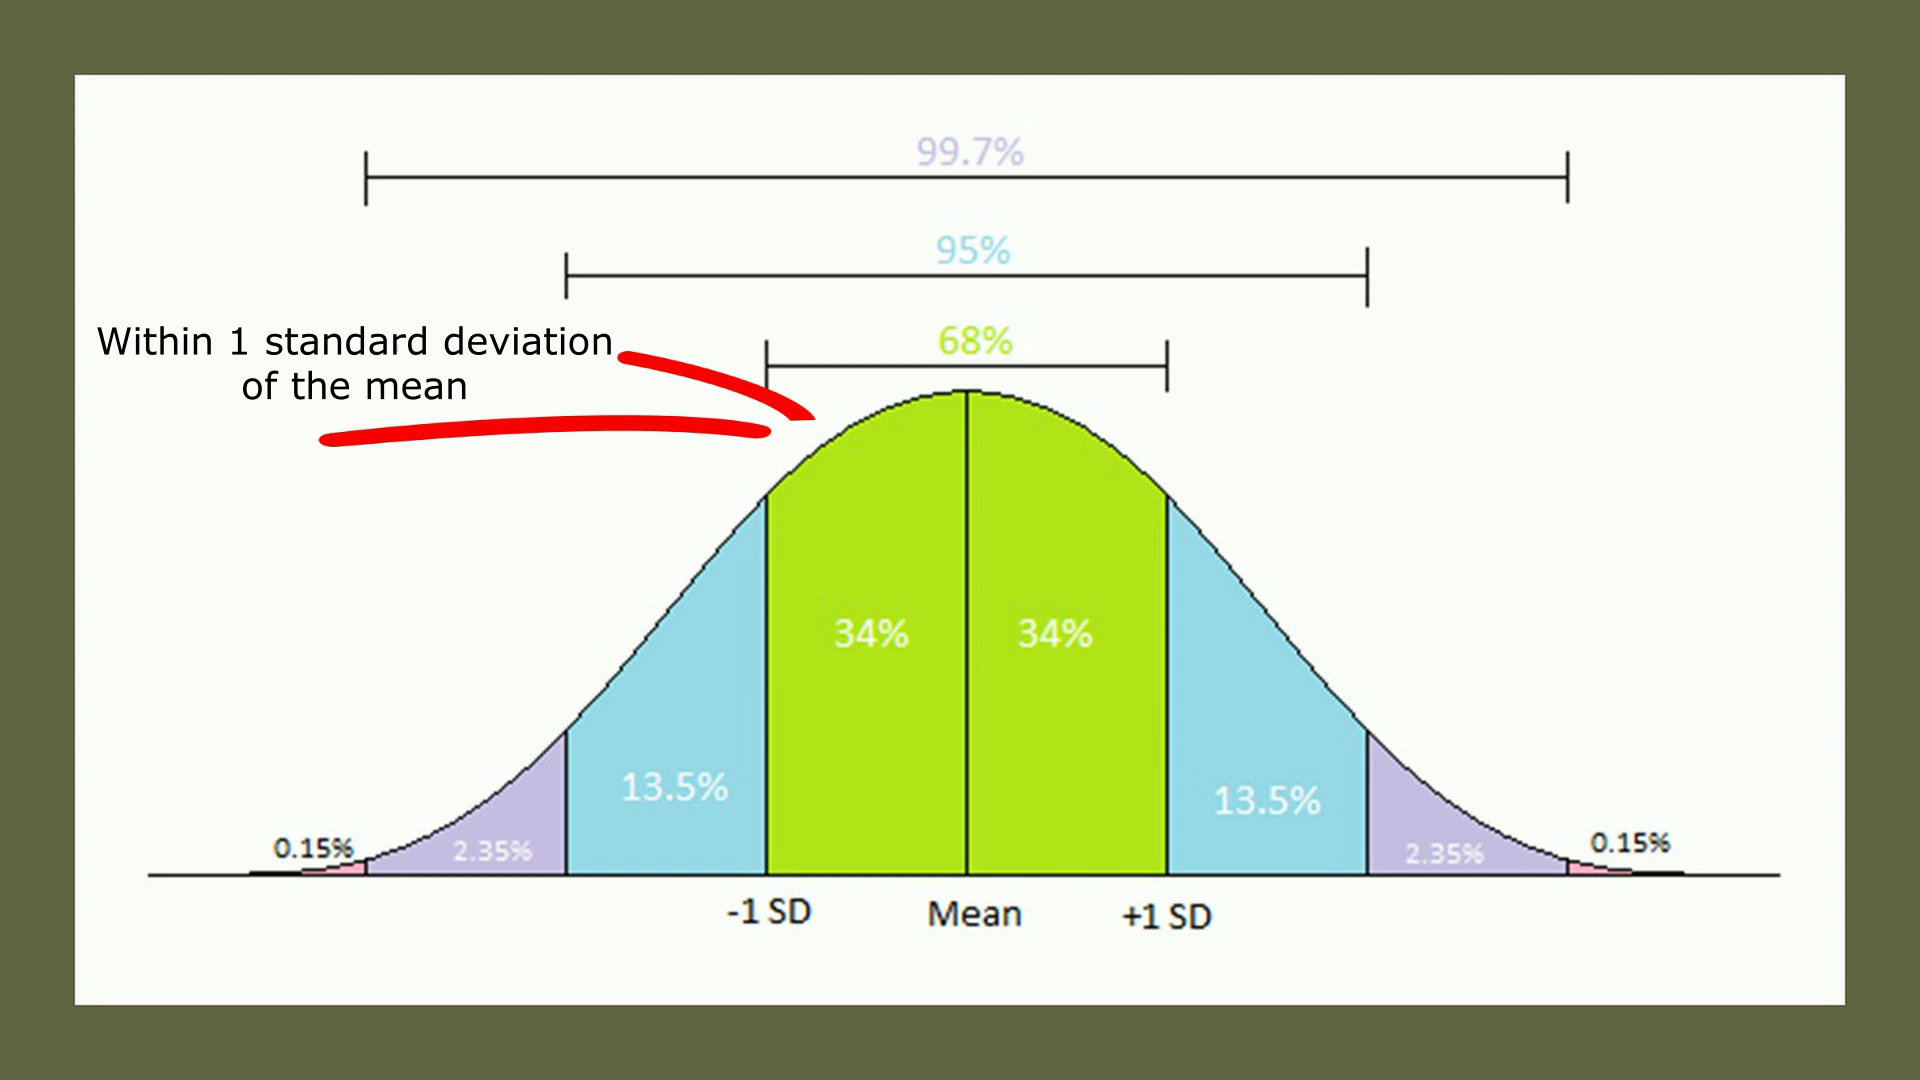 99.7%
95%
Within 1 standard deviation
of the mean
68%
34% 34%
13.5% 13.5%
0.15% 2.35% 2.35% 0.15%
-1 SD Mean +1 SD